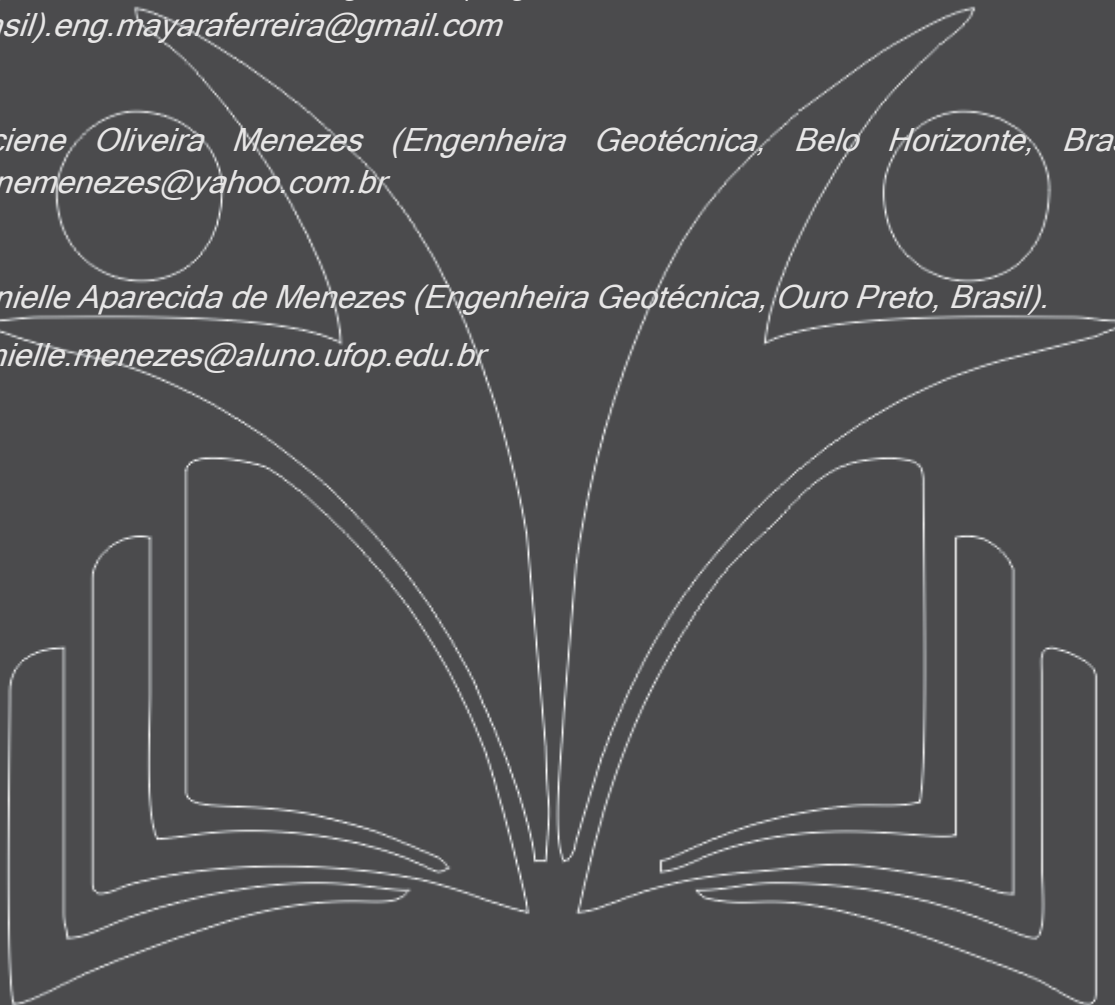 sil).eng.mayaraferreira@gmail.com
ciene Oliveira Menezes (Engenheira Geotécnica, Belo Horizonte, Bras
nemenezes@yahoo.com.br
nielle Aparecida de Menezes (Engenheira Geotécnica, Ouro Preto, Brasil).
nielle.menezes@aluno.ufop.edu.br